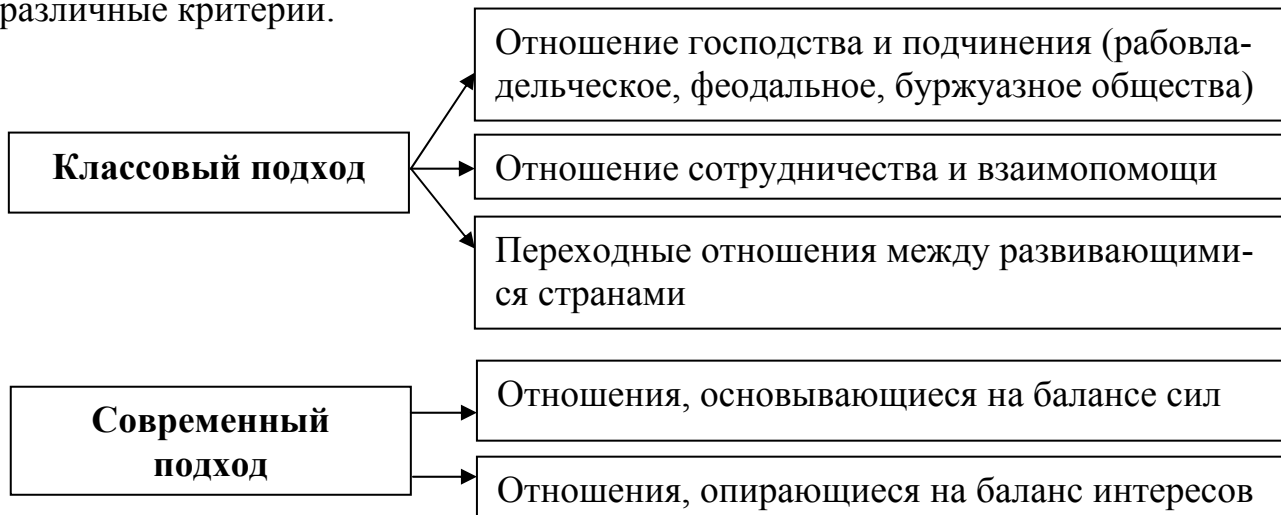 различные критерии.
Отношение господства и подчинения (рабовла-
дельческое, феодальное, буржуазное общества)
Классовый подход
Отношение сотрудничества и взаимопомощи
Переходные отношения между развивающими-
ся странами
Современный
подход
Отношения, основывающиеся на балансе сил
Отношения, опирающиеся на баланс интересов